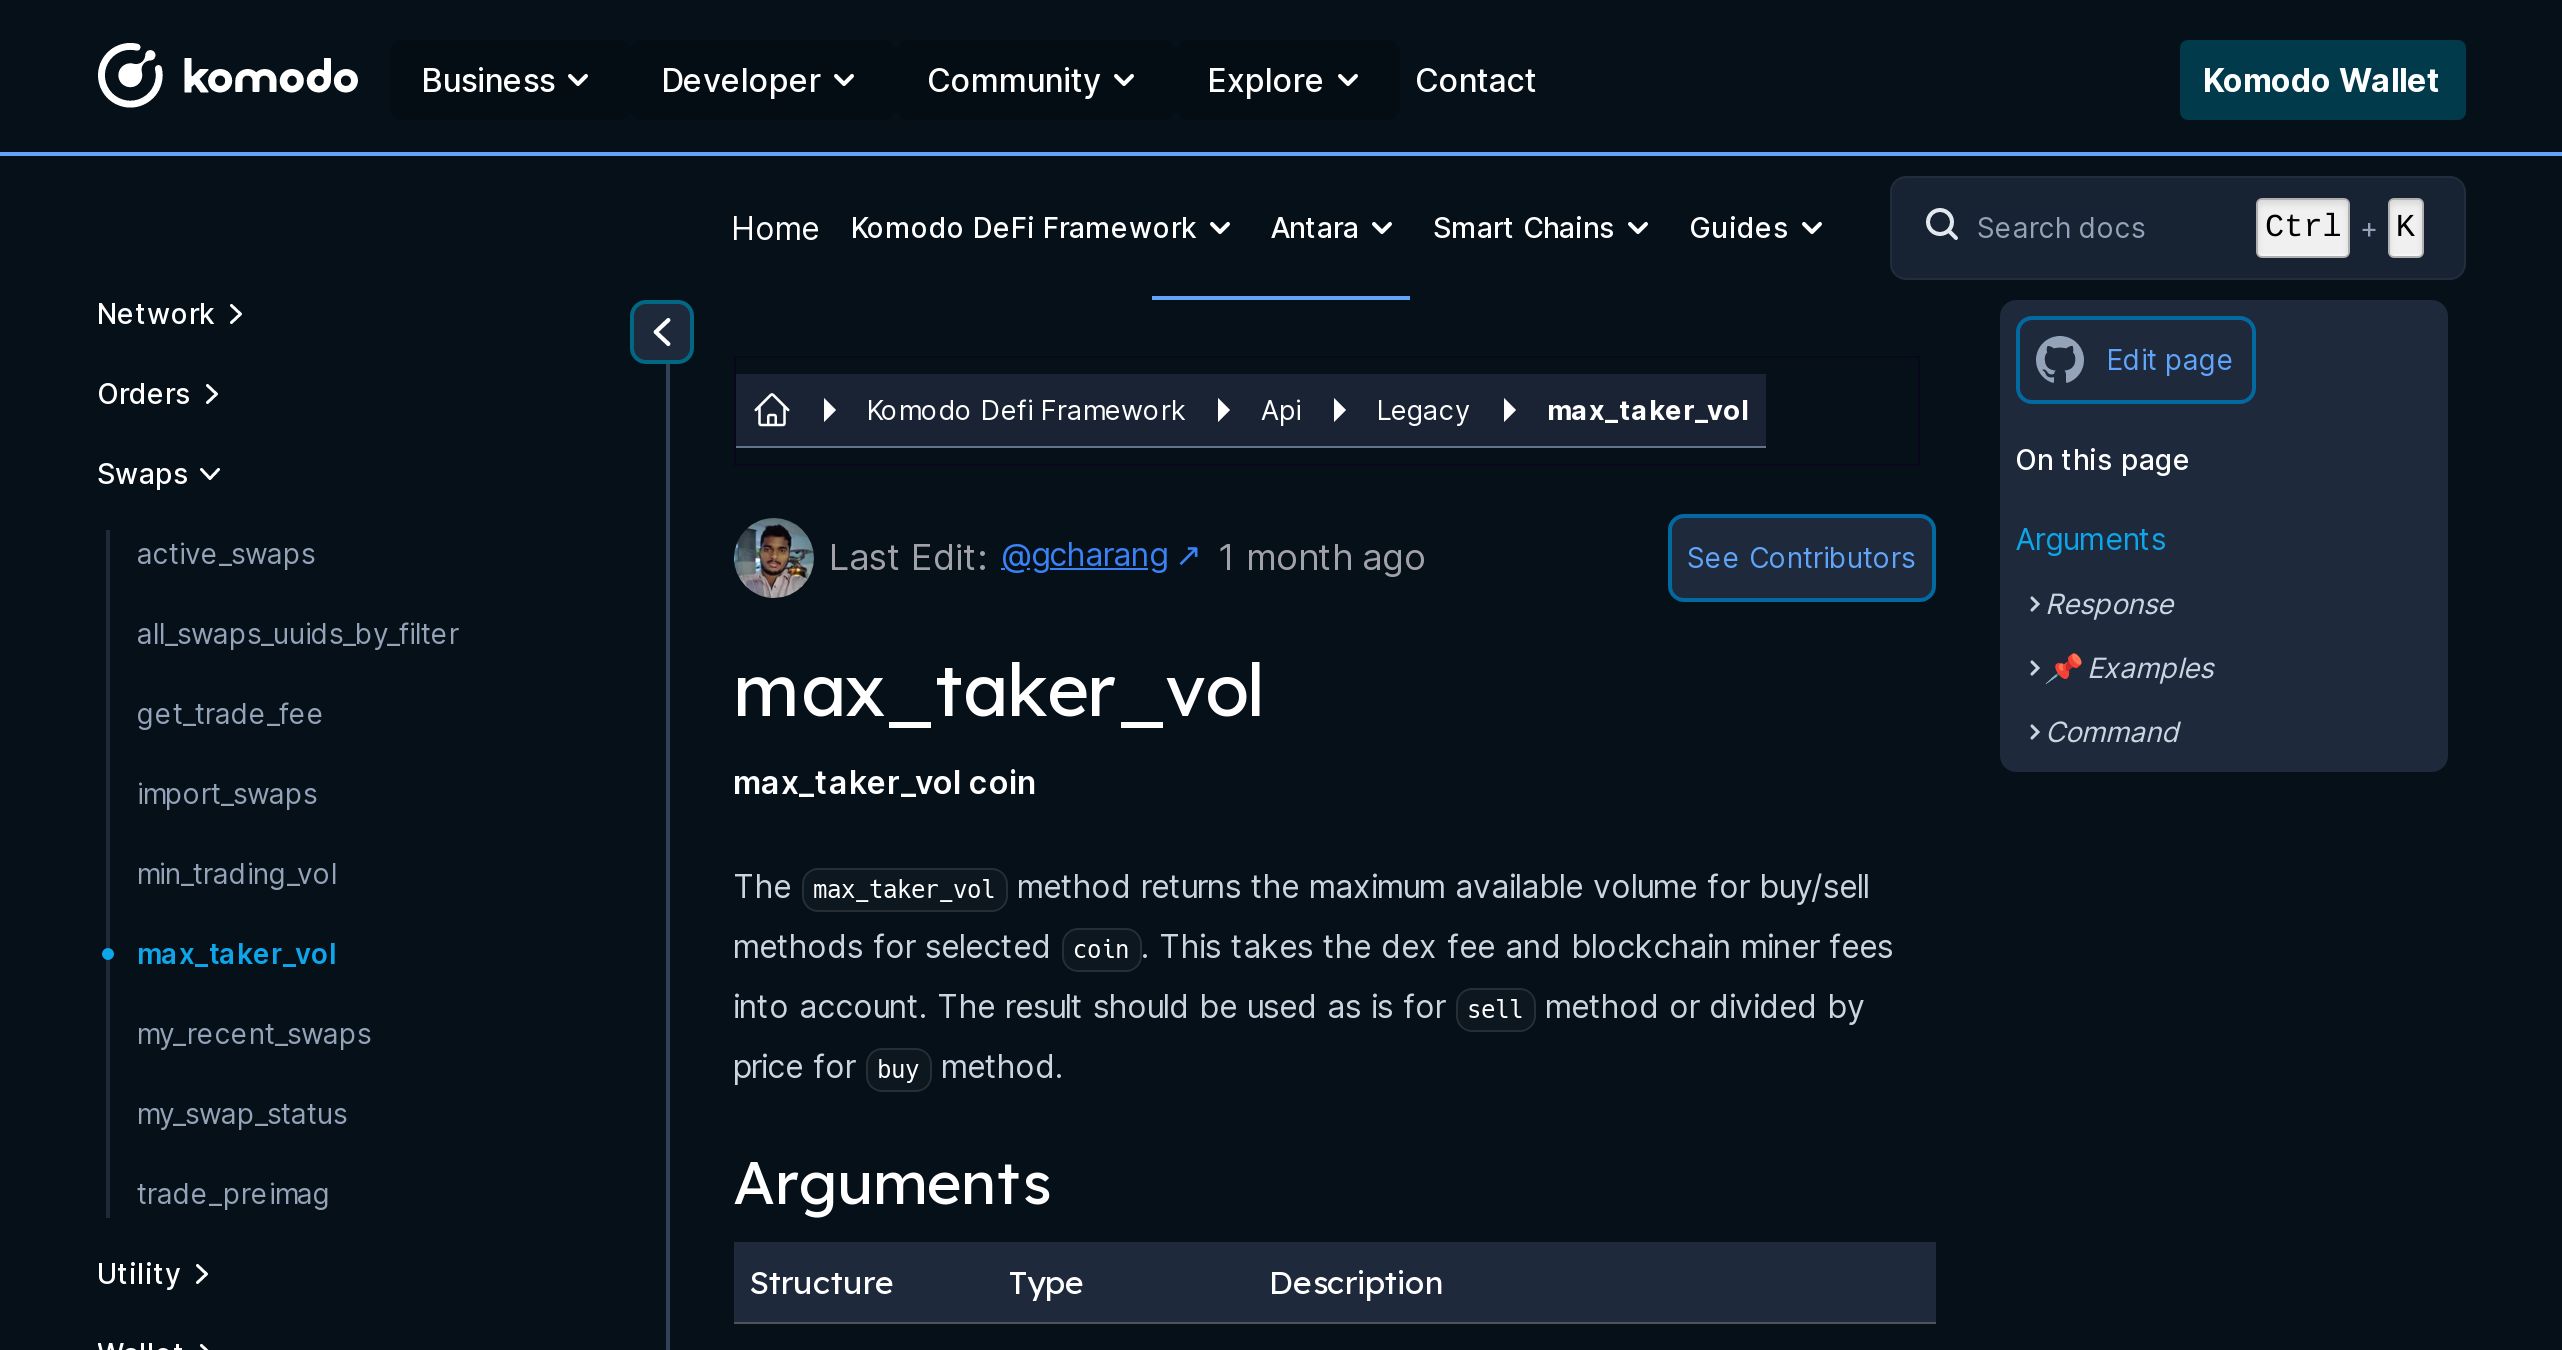 komodo
Business
Developer
Community
Explore
Contact
Komodo Wallet
Home
Komodo DeFi Framework
Antara
Smart Chains
Guides
Search docs
Ctrl + K
Network
Orders
Swaps
active_swaps
all_swaps_uuids_by_filter
get_trade_fee
import_swaps
min_trading_vol
max_taker_vol
my_recent_swaps
my_swap_status
trade_preimag
Utility
Wallet
Komodo Defi Framework
Api
Legacy
max_taker_vol
Last Edit: @gcharang ↗ 1 month ago
See Contributors
max_taker_vol
max_taker_vol coin
The max_taker_vol method returns the maximum available volume for buy/sell
methods for selected coin. This takes the dex fee and blockchain miner fees
into account. The result should be used as is for sell method or divided by
price for buy method.
Arguments
Structure Type Description
Edit page
On this page
Arguments
Response
📌 Examples
Command